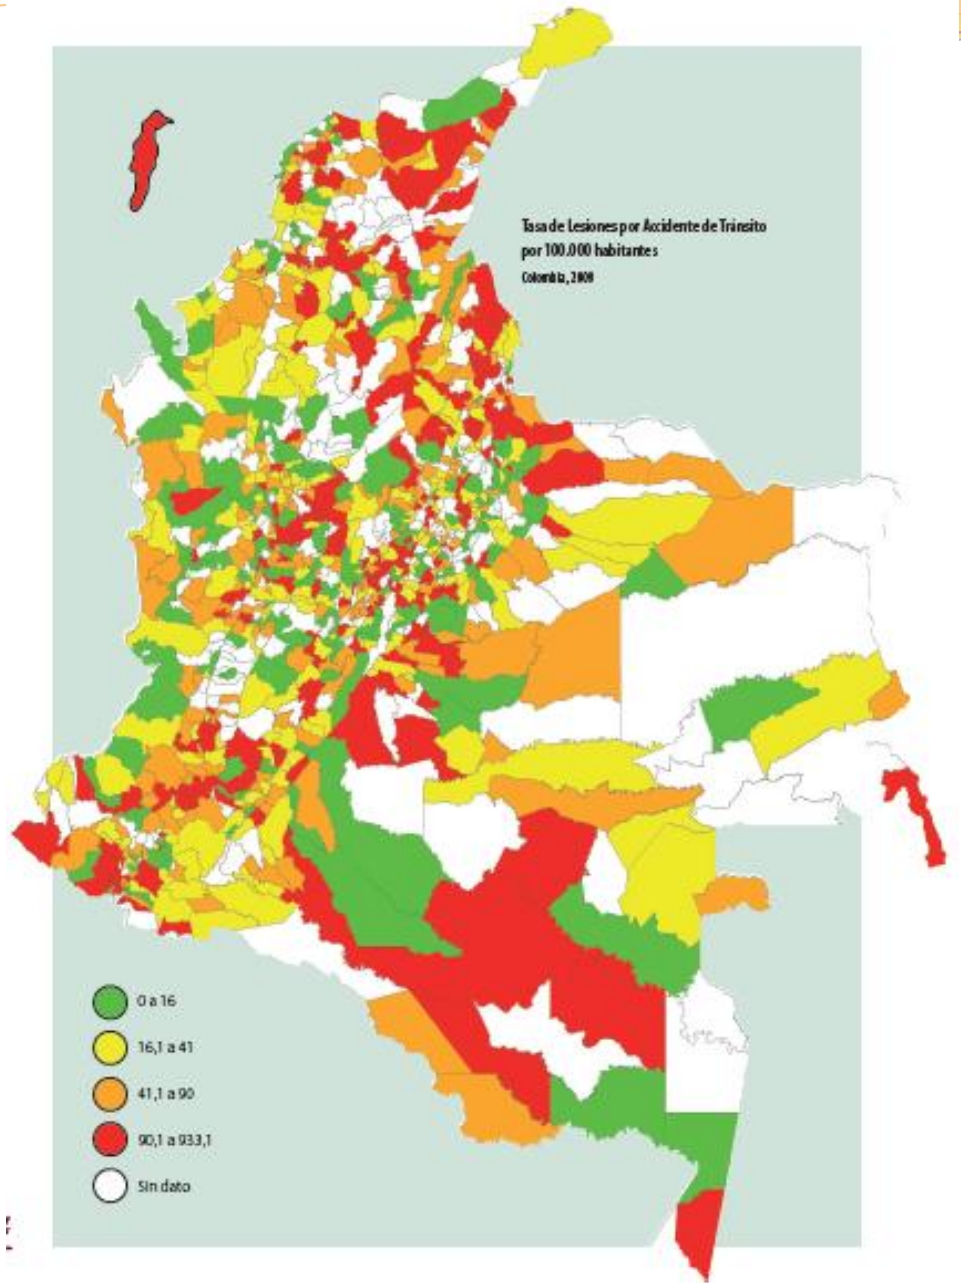 Tasa de Lesiones por Accidente de Tránsito
por 100.000 habitantes
Colombia, 2009
0 a 16
16,1 a 41
41,1 a 90
90,1 a 933,1
Sin dato